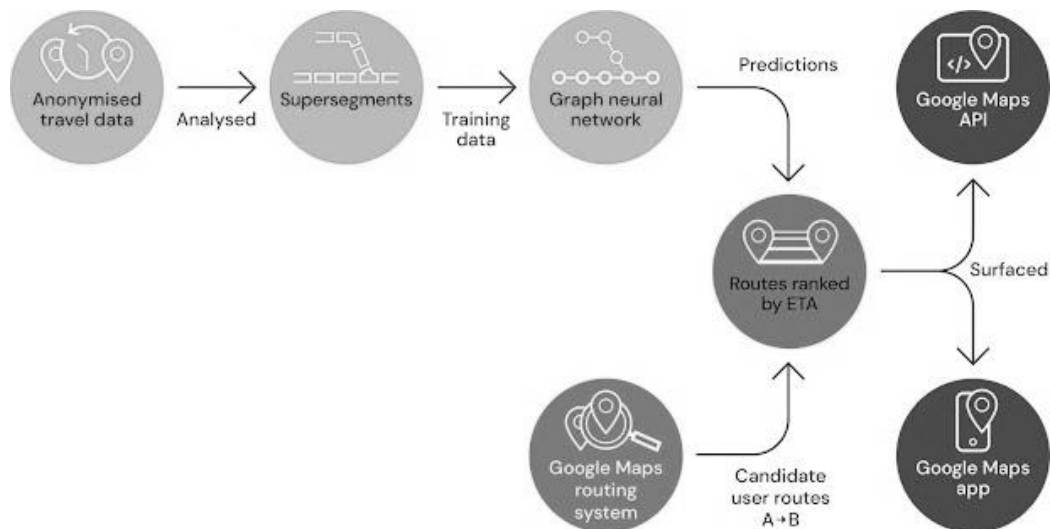 Anonymised
travel data
Analysed
Supersegments
Training
data
Graph neural
network
Predictions
</>
Google Maps
API
Routes ranked
by ETA
Surfaced
Google Maps
routing
system
Candidate
user routes
A→B
Google Maps
app